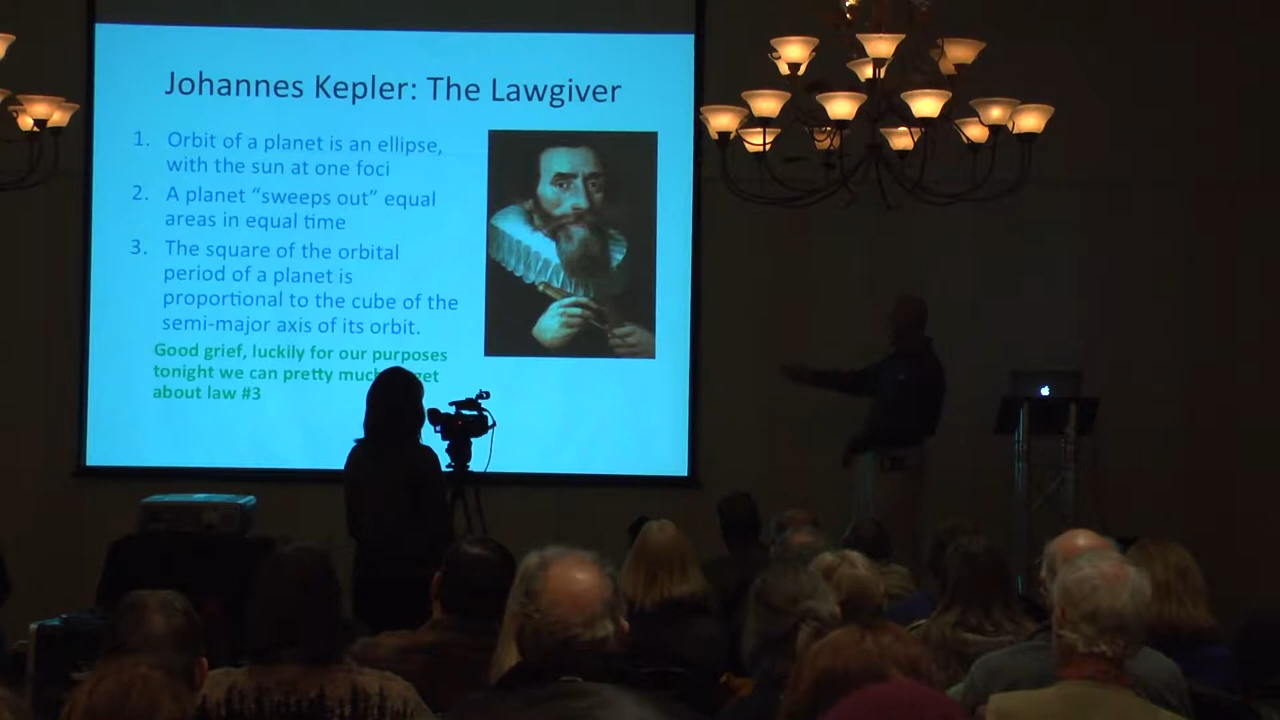 Johannes Kepler: The Lawgiver
1. Orbit of a planet is an ellipse,
with the sun at one foci
2. A planet “sweeps out” equal
areas in equal time
3. The square of the orbital
period of a planet is
proportional to the cube of the
semi-major axis of its orbit.
Good grief, luckily for our purposes
tonight we can pretty much get
about law #3